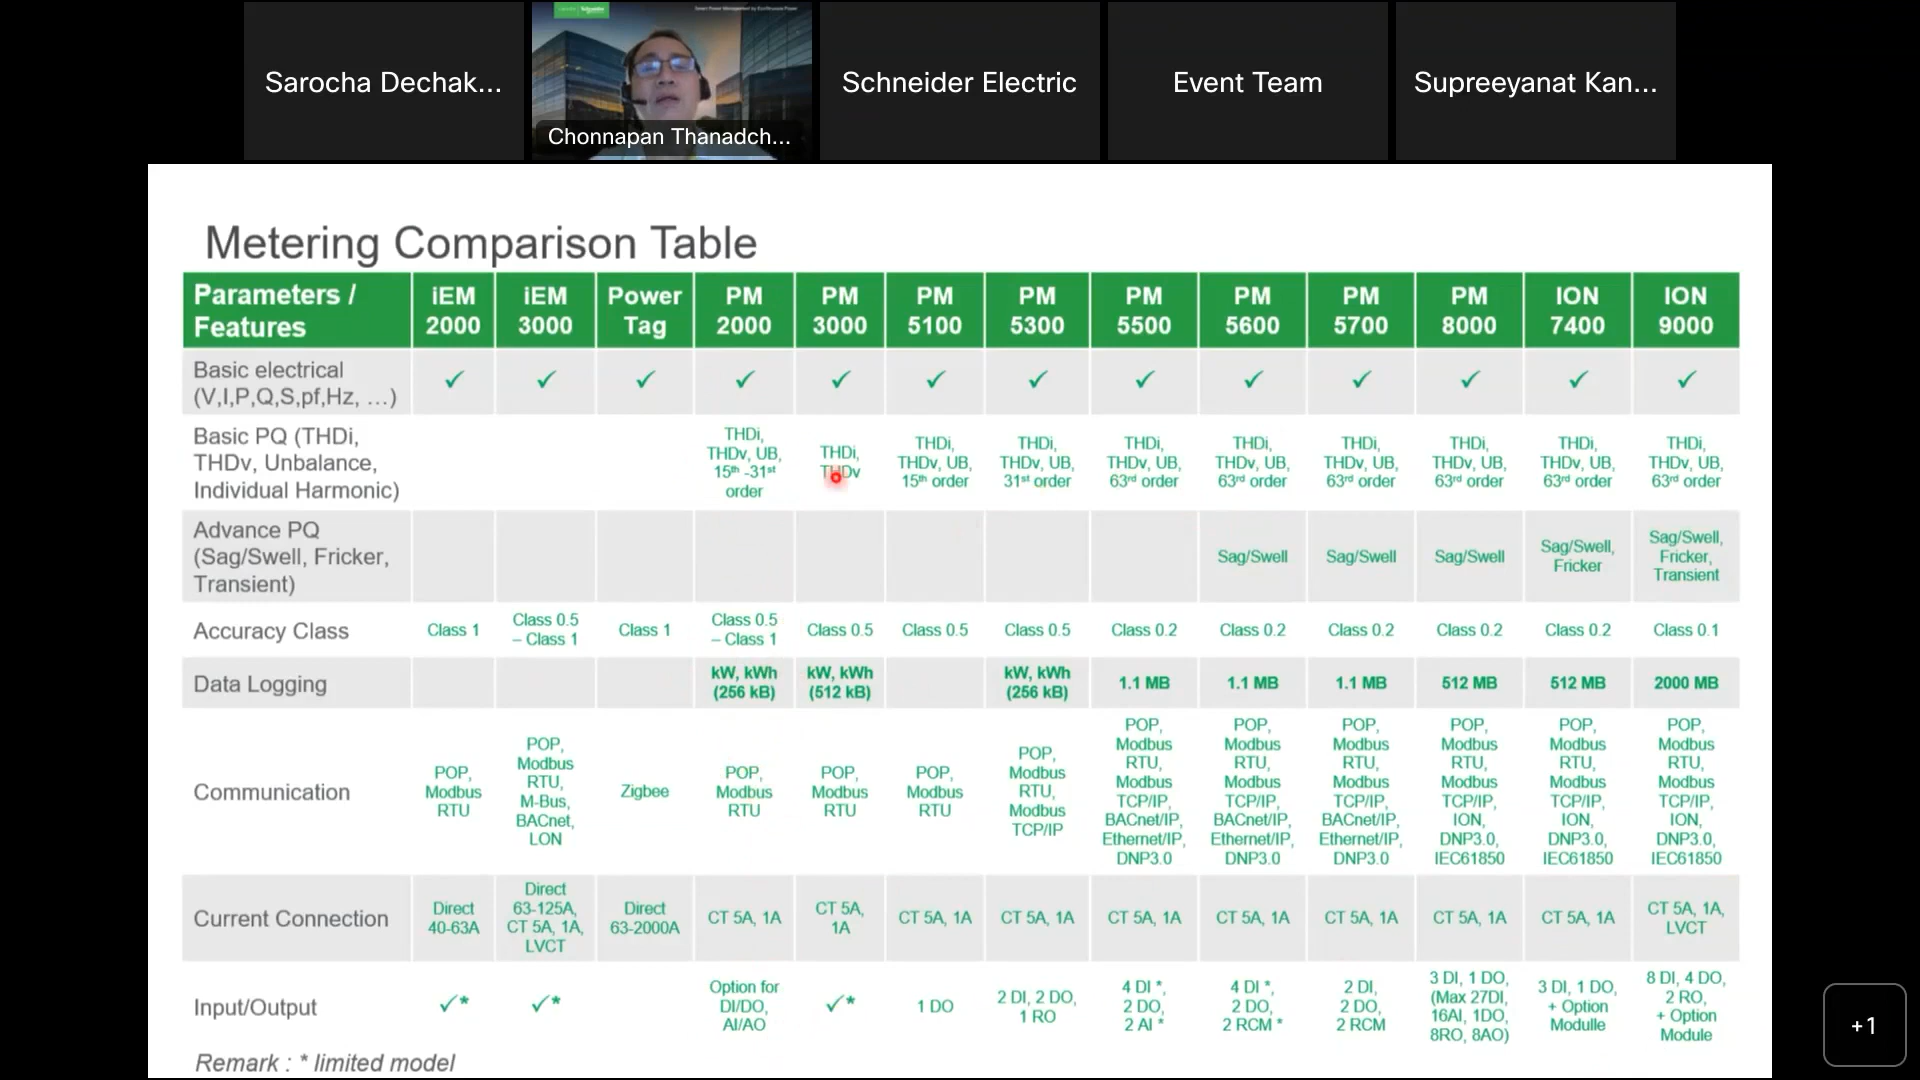 Sarocha Dechak...
Chonnapan Thanadch...
Schneider Electric
Event Team
Supreeyanat Kan...
Metering Comparison Table
Parameters / Features
iEM 2000
iEM 3000
Power Tag
PM 2000
PM 3000
PM 5100
PM 5300
PM 5500
PM 5600
PM 5700
PM 8000
ION 7400
ION 9000
Basic electrical
(V,I,P,Q,S,pf,Hz, …)
✓ ✓ ✓ ✓ ✓ ✓ ✓ ✓ ✓ ✓ ✓ ✓ ✓
Basic PQ (THDi,
THDv, Unbalance,
Individual Harmonic)
THDi,
THDv, UB,
15th -31st
order
THDi,
THDv
THDi,
THDv, UB,
15th order
THDi,
THDv, UB,
31st order
THDi,
THDv, UB,
63rd order
THDi,
THDv, UB,
63rd order
THDi,
THDv, UB,
63rd order
THDi,
THDv, UB,
63rd order
THDi,
THDv, UB,
63rd order
THDi,
THDv, UB,
63rd order
Advance PQ
(Sag/Swell, Fricker,
Transient)
Sag/Swell
Sag/Swell
Sag/Swell
Sag/Swell,
Fricker
Sag/Swell,
Fricker,
Transient
Accuracy Class
Class 1
Class 0.5
– Class 1
Class 1
Class 0.5
– Class 1
Class 0.5
Class 0.5
Class 0.5
Class 0.2
Class 0.2
Class 0.2
Class 0.2
Class 0.2
Class 0.1
Data Logging
kW, kWh
(256 kB)
kW, kWh
(512 kB)
kW, kWh
(256 kB)
1.1 MB
1.1 MB
1.1 MB
512 MB
512 MB
2000 MB
Communication
POP,
Modbus
RTU
POP,
Modbus
RTU,
M-Bus,
BACnet,
LON
Zigbee
POP,
Modbus
RTU
POP,
Modbus
RTU
POP,
Modbus
RTU
POP,
Modbus
RTU,
Modbus
TCP/IP
POP,
Modbus
RTU,
Modbus
TCP/IP,
BACnet/IP,
Ethernet/IP,
DNP3.0
POP,
Modbus
RTU,
Modbus
TCP/IP,
BACnet/IP,
Ethernet/IP,
DNP3.0
POP,
Modbus
RTU,
Modbus
TCP/IP,
BACnet/IP,
Ethernet/IP,
DNP3.0
POP,
Modbus
RTU,
Modbus
TCP/IP,
ION,
DNP3.0,
IEC61850
POP,
Modbus
RTU,
Modbus
TCP/IP,
ION,
DNP3.0,
IEC61850
POP,
Modbus
RTU,
Modbus
TCP/IP,
ION,
DNP3.0,
IEC61850
Current Connection
Direct
40-63A
Direct
63-125A,
CT 5A, 1A,
LVCT
Direct
63-2000A
CT 5A, 1A
CT 5A,
1A
CT 5A, 1A
CT 5A, 1A
CT 5A, 1A
CT 5A, 1A
CT 5A, 1A
CT 5A, 1A
CT 5A, 1A
CT 5A, 1A,
LVCT
Input/Output
✓*
✓*
Option for
DI/DO,
AI/AO
✓*
1 DO
2 DI, 2 DO,
1 RO
4 DI *,
2 DO,
2 AI *
4 DI *,
2 DO,
2 RCM *
2 DI,
2 DO,
2 RCM
3 DI, 1 DO,
(Max 27DI,
16AI, 1DO,
8RO, 8AO)
3 DI, 1 DO,
+ Option
Modulle
8 DI, 4 DO,
2 RO,
+ Option
Module
Remark : * limited model
+1